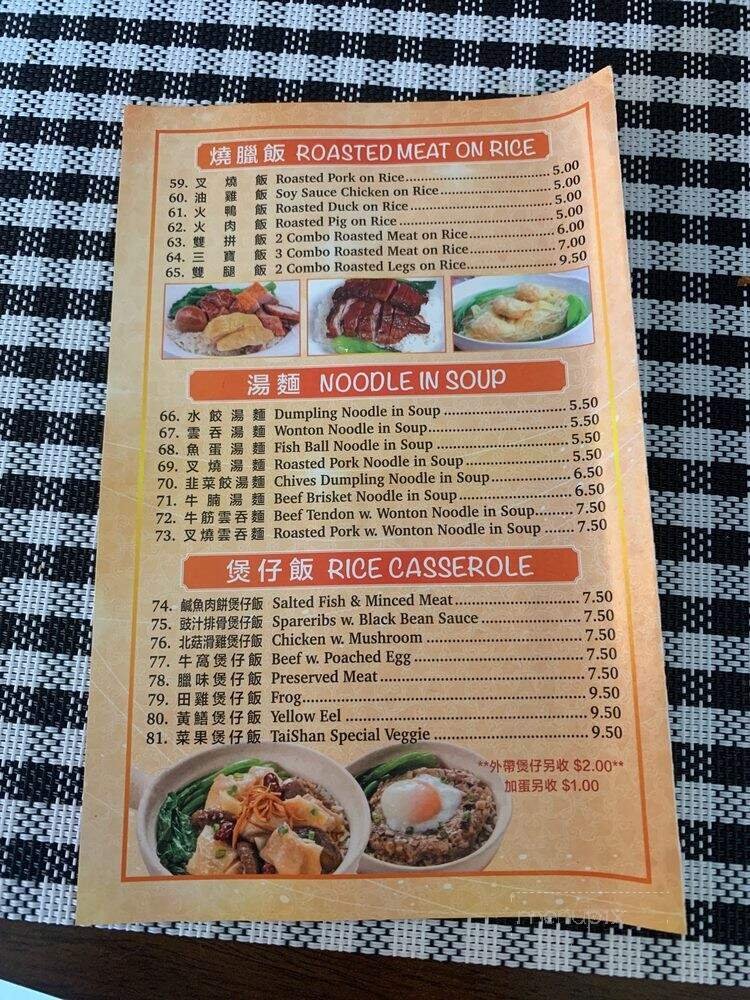 燒臘飯 ROASTED MEAT ON RICE
59. 叉燒飯 Roasted Pork on Rice 5.00
60. 油雞飯 Soy Sauce Chicken on Rice 5.00
61. 火鴨飯 Roasted Duck on Rice 5.00
62. 火肉飯 Roasted Pig on Rice 5.00
63. 雙拼飯 2 Combo Roasted Meat on Rice 6.00
64. 三寶飯 3 Combo Roasted Meat on Rice 7.00
65. 雙腿飯 2 Combo Roasted Legs on Rice 9.50
湯麵 NOODLE IN SOUP
66. 水餃湯麵 Dumpling Noodle in Soup 5.50
67. 雲吞湯麵 Wonton Noodle in Soup 5.50
68. 魚蛋湯麵 Fish Ball Noodle in Soup 5.50
69. 叉燒湯麵 Roasted Pork Noodle in Soup 5.50
70. 韭菜餃湯麵 Chives Dumpling Noodle in Soup 6.50
71. 牛腩湯麵 Beef Brisket Noodle in Soup 6.50
72. 牛筋雲吞麵 Beef Tendon w. Wonton Noodle in Soup 7.50
73. 叉燒雲吞麵 Roasted Pork w. Wonton Noodle in Soup 7.50
煲仔飯 RICE CASSEROLE
74. 鹹魚肉餅煲仔飯 Salted Fish & Minced Meat 7.50
75. 豉汁排骨煲仔飯 Spareribs w. Black Bean Sauce 7.50
76. 北菇滑雞煲仔飯 Chicken w. Mushroom 7.50
77. 牛窩煲仔飯 Beef w. Poached Egg 7.50
78. 臘味煲仔飯 Preserved Meat 7.50
79. 田雞煲仔飯 Frog 9.50
80. 黃鱔煲仔飯 Yellow Eel 9.50
81. 菜果煲仔飯 TaiShan Special Veggie 9.50
**外帶煲仔另收 $2.00**
加蛋另收 $1.00
menupix